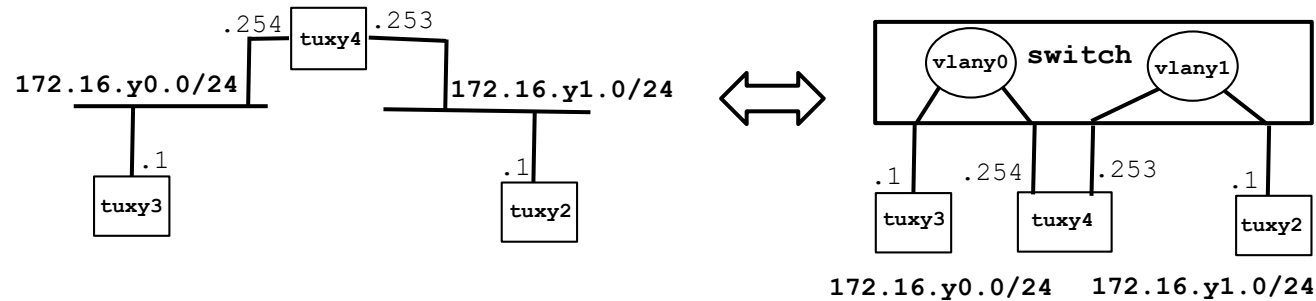 .254
tuxy4
.253
172.16.y0.0/24
172.16.y1.0/24
.1
tuxy3
.1
tuxy2
vlany0
switch
vlany1
.1
.254
.253
.1
tuxy3
tuxy4
tuxy2
172.16.y0.0/24
172.16.y1.0/24